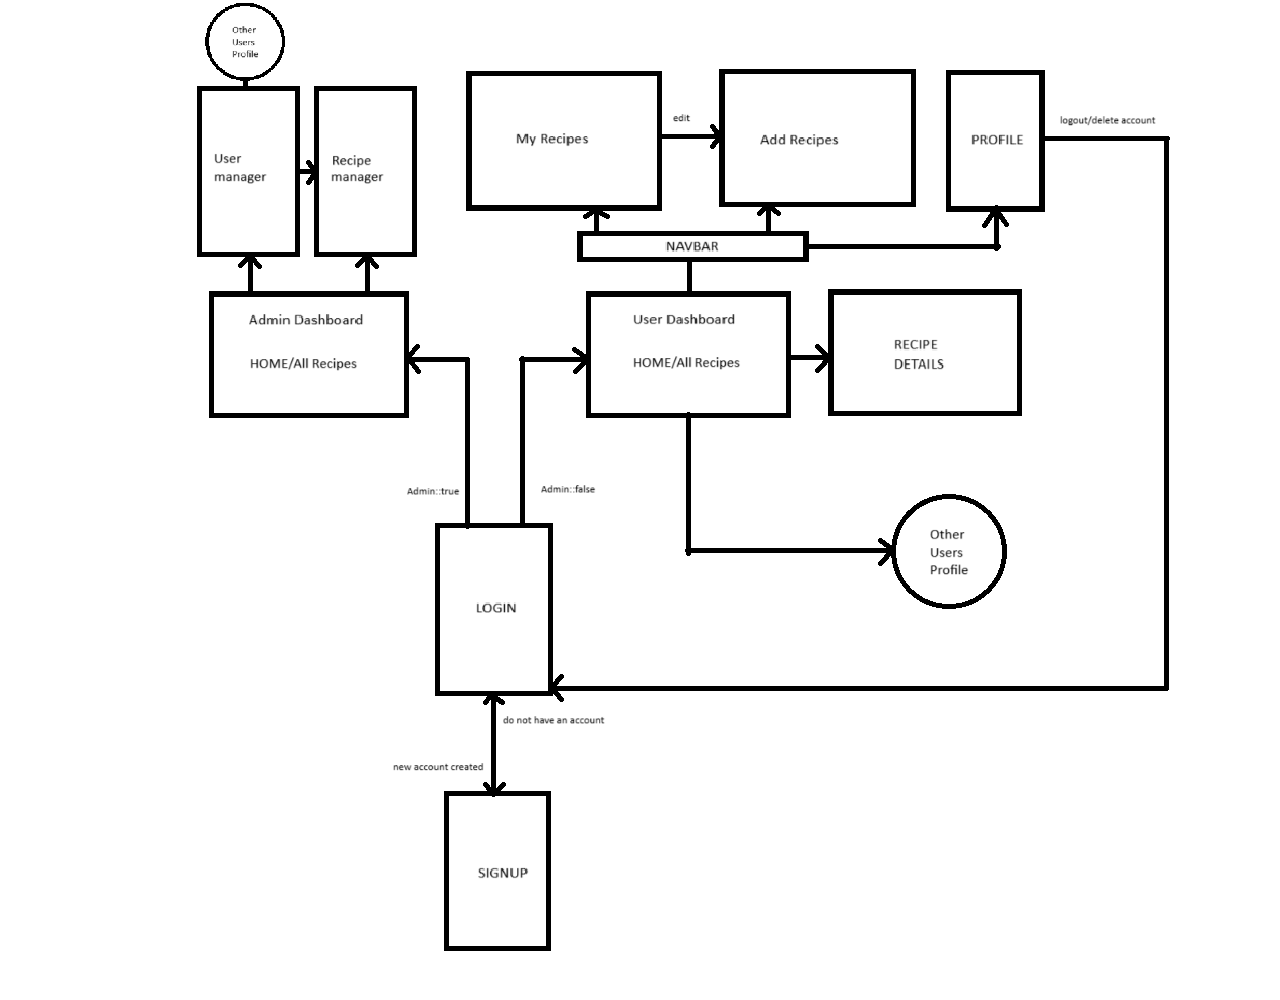 Other
Users
Profile
User
manager
Recipe
manager
My Recipes
edit
Add Recipes
PROFILE
logout/delete account
NAVBAR
Admin Dashboard
HOME/All Recipes
User Dashboard
HOME/All Recipes
RECIPE
DETAILS
Admin::true
Admin::false
Other
Users
Profile
LOGIN
do not have an account
new account created
SIGNUP